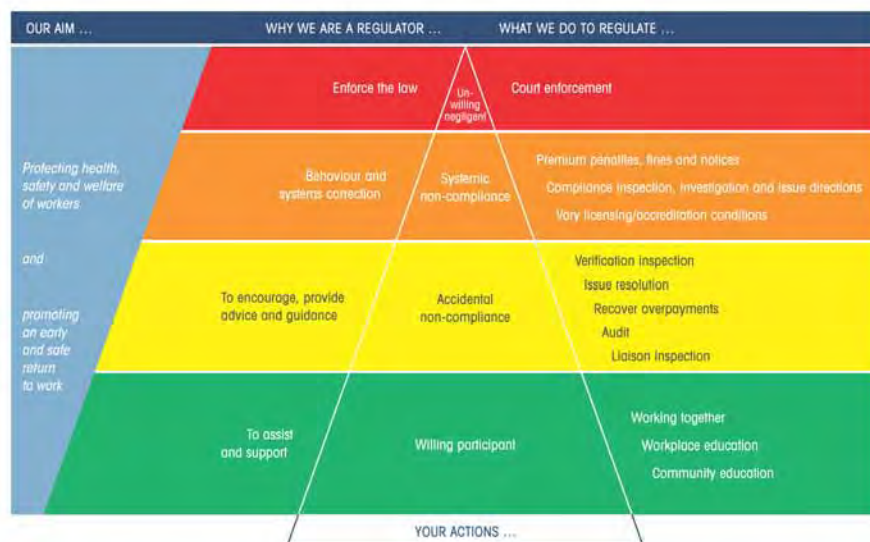 OUR AIM ...
WHY WE ARE A REGULATOR ...
WHAT WE DO TO REGULATE ...
Protecting health,
safety and welfare
of workers
and
promoting
an early
and safe
return
to work
Enforce the law
Un-
willing
negligent
Court enforcement
Behaviour and
systems correction
Systemic
non-compliance
Premium penalties, fines and notices
Compliance inspection, investigation and issue directions
Vary licensing/accreditation conditions
To encourage, provide
advice and guidance
Accidental
non-compliance
Verification inspection
Issue resolution
Recover overpayments
Audit
Liaison inspection
To assist
and support
Willing participant
Working together
Workplace education
Community education
YOUR ACTIONS ...